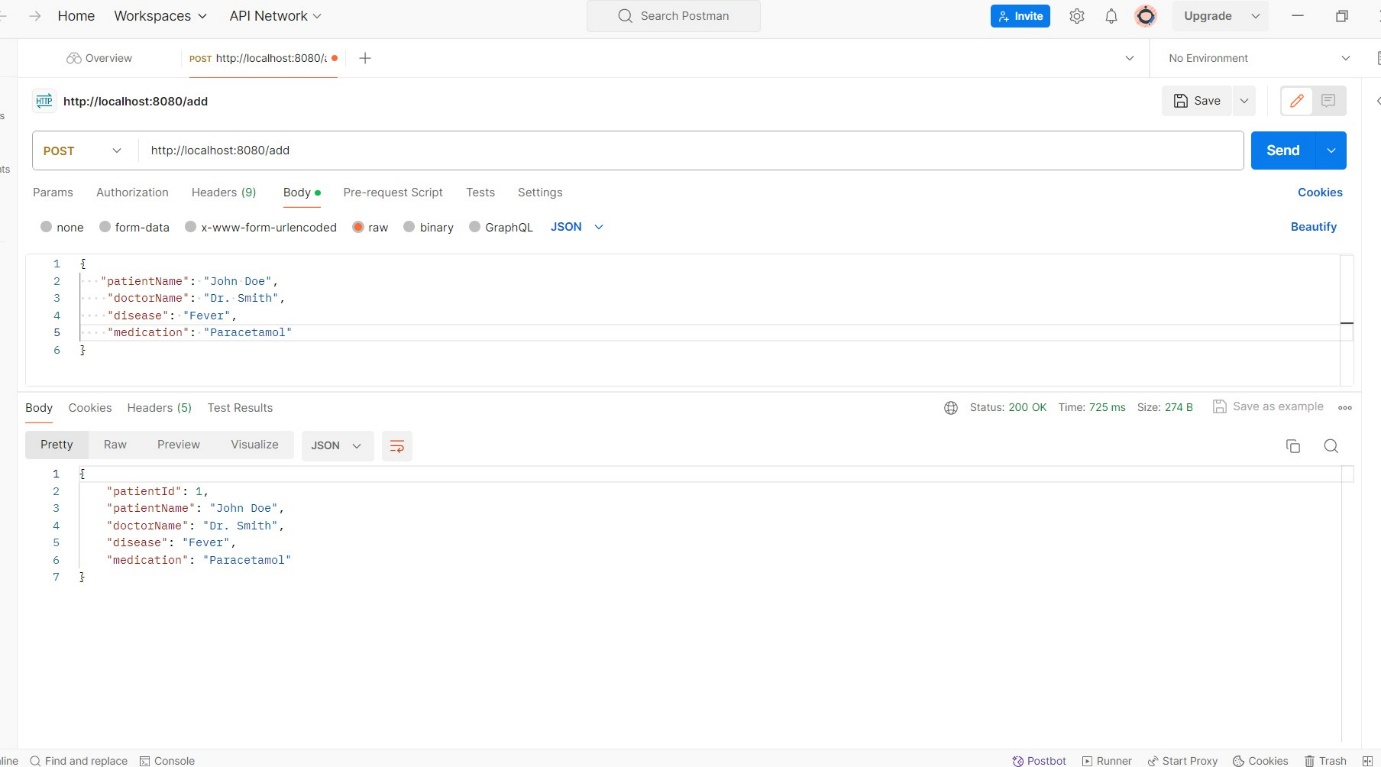 Home Workspaces API Network Search Postman Invite Upgrade
Overview POST http://localhost:8080/ No Environment
HTTP http://localhost:8080/add Save
POST http://localhost:8080/add Send
Params Authorization Headers (9) Body Pre-request Script Tests Settings Cookies
none form-data x-www-form-urlencoded raw binary GraphQL JSON Beautify
1 {
2 "patientName": "John Doe",
3 "doctorName": "Dr. Smith",
4 "disease": "Fever",
5 "medication": "Paracetamol"
6 }
Body Cookies Headers (5) Test Results Status: 200 OK Time: 725 ms Size: 274 B Save as example
Pretty Raw Preview Visualize JSON
1 {
2 "patientId": 1,
3 "patientName": "John Doe",
4 "doctorName": "Dr. Smith",
5 "disease": "Fever",
6 "medication": "Paracetamol"
7 }
Find and replace Console Postbot Runner Start Proxy Cookies Trash